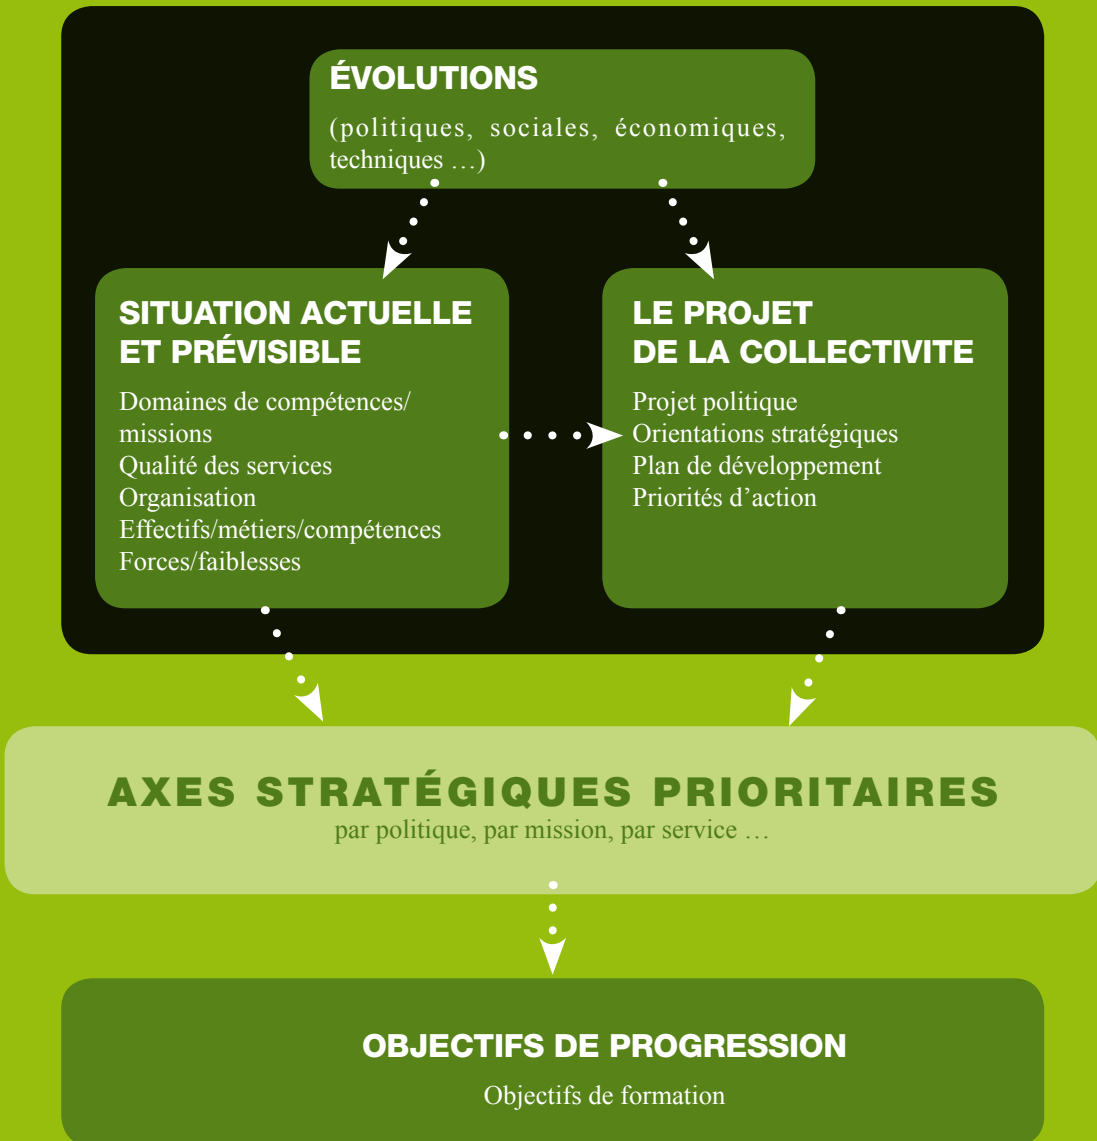 ÉVOLUTIONS
(politiques, sociales, économiques,
techniques …)
SITUATION ACTUELLE
ET PRÉVISIBLE
Domaines de compétences/
missions
Qualité des services
Organisation
Effectifs/métiers/compétences
Forces/faiblesses
LE PROJET
DE LA COLLECTIVITE
Projet politique
Orientations stratégiques
Plan de développement
Priorités d’action
AXES STRATÉGIQUES PRIORITAIRES
par politique, par mission, par service …
OBJECTIFS DE PROGRESSION
Objectifs de formation